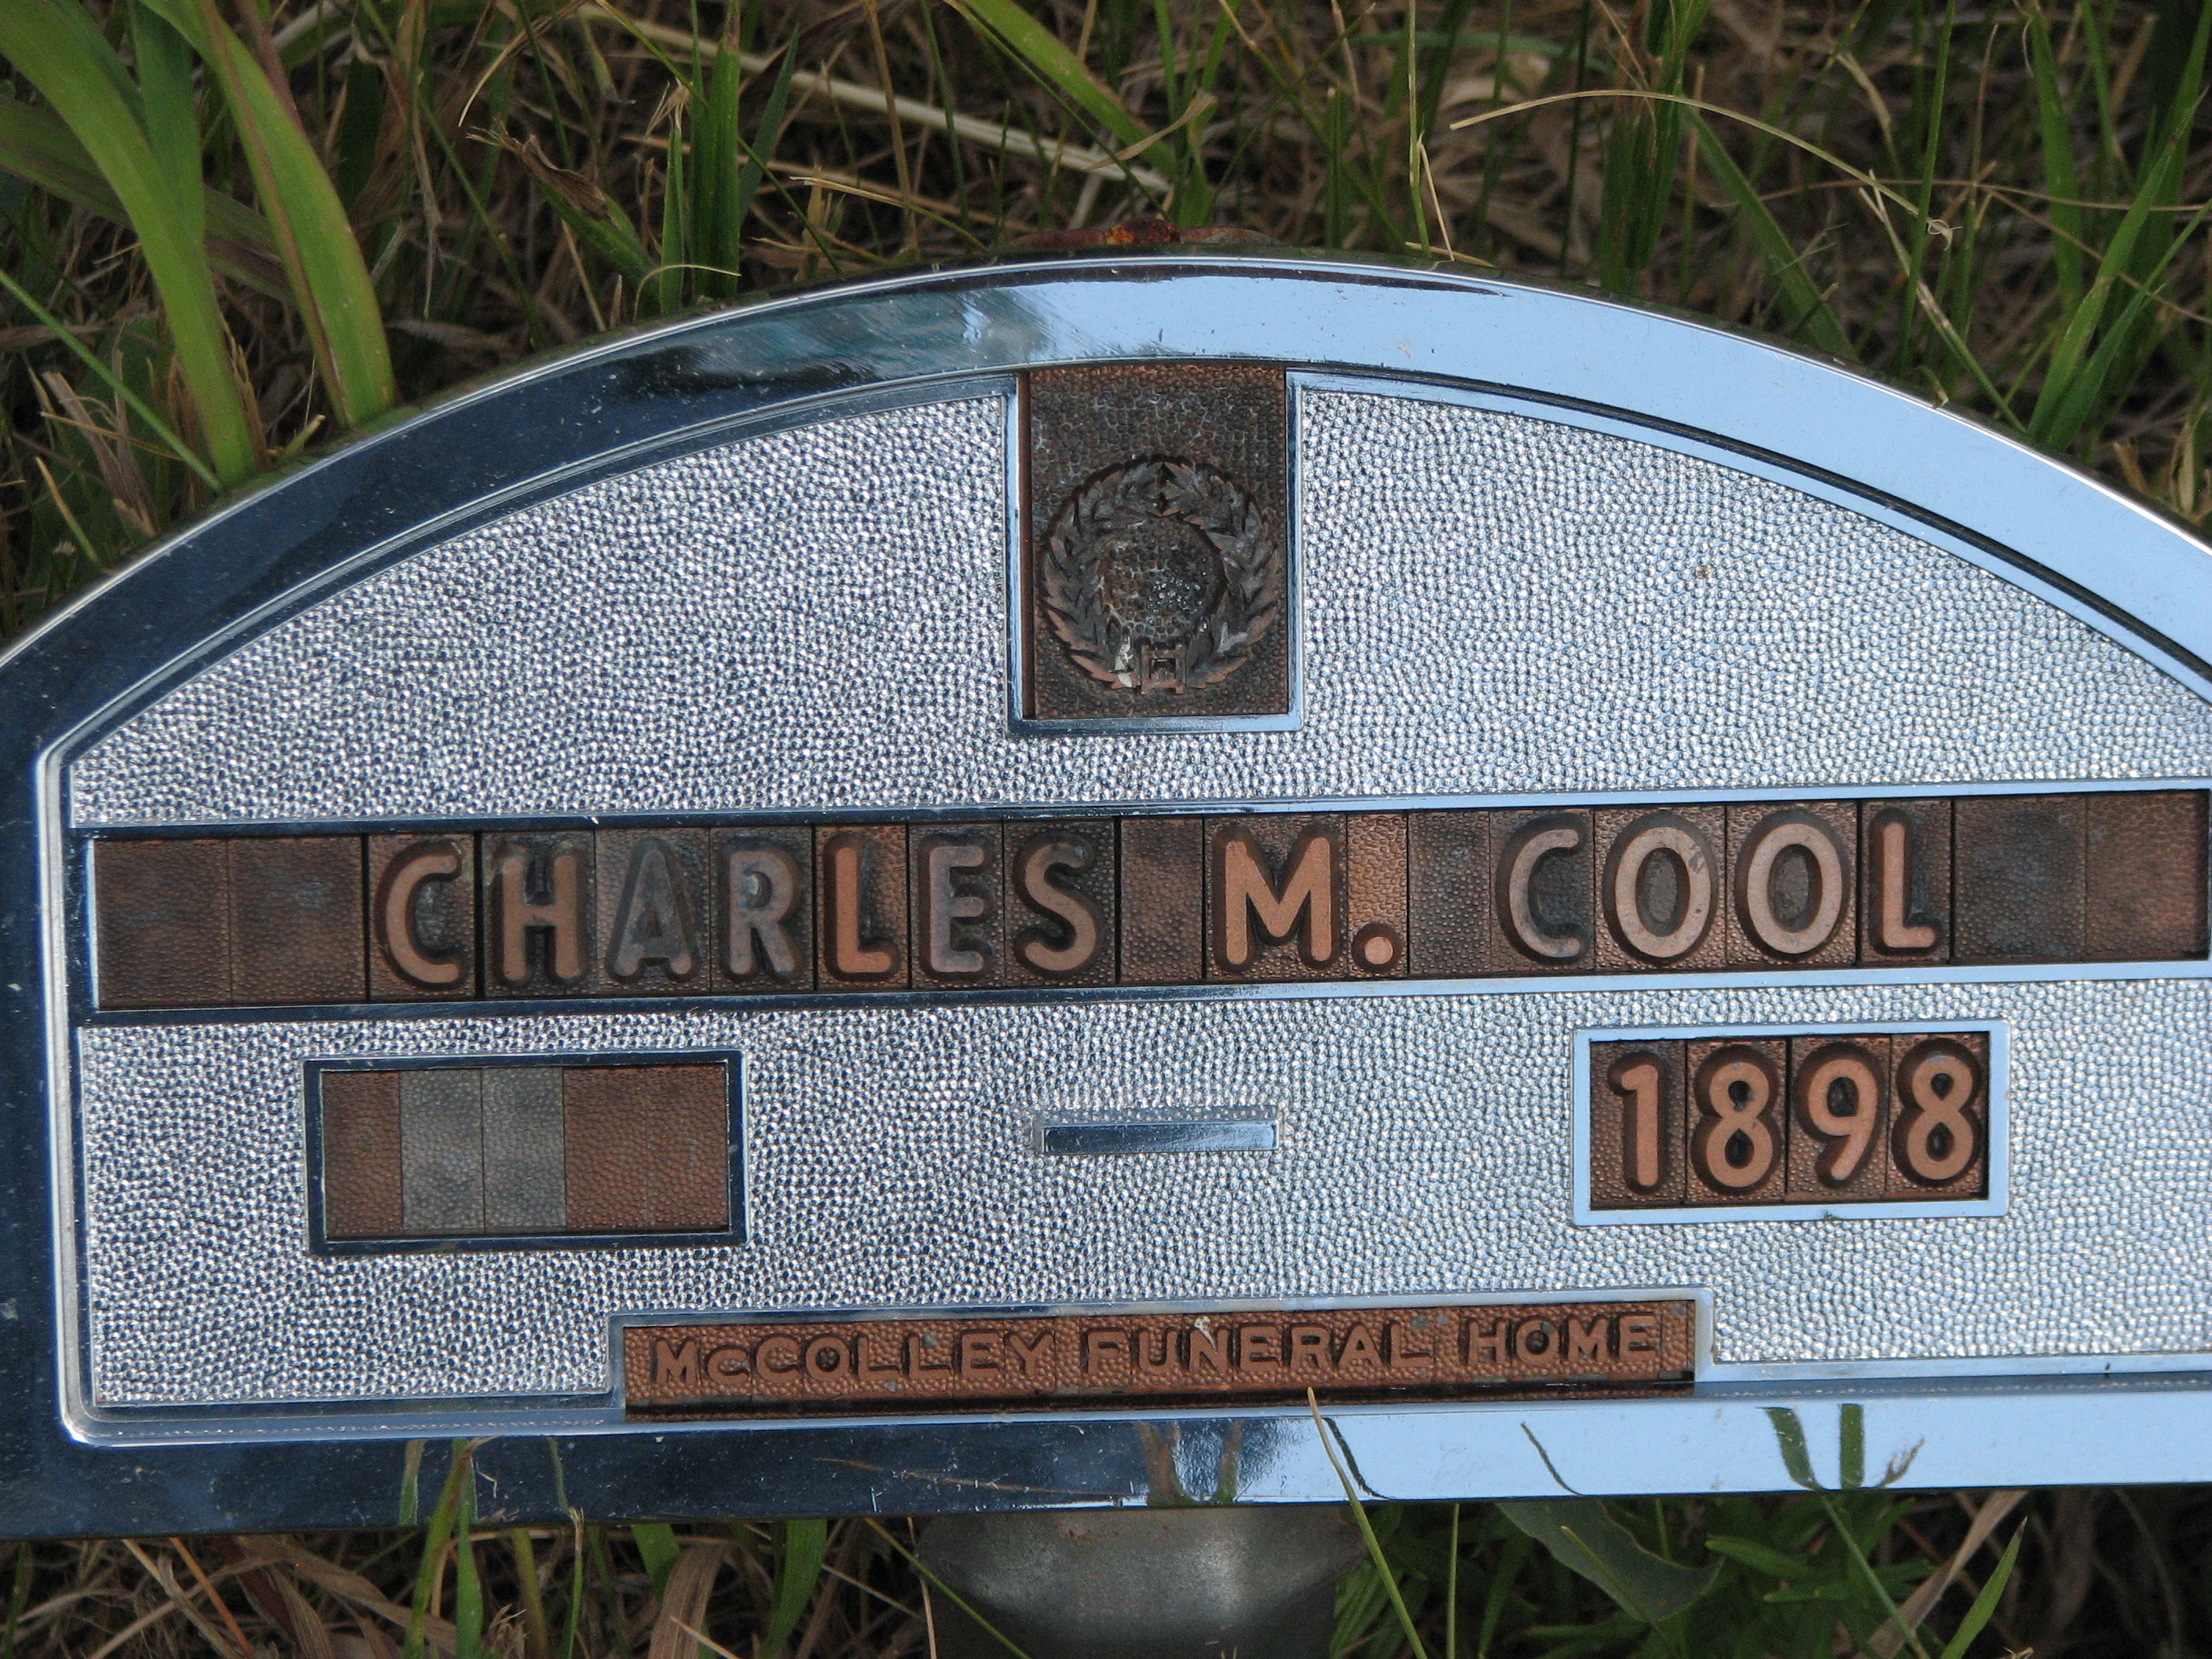 CHARLES M. COOL
1898
McCOLLEY FUNERAL HOME